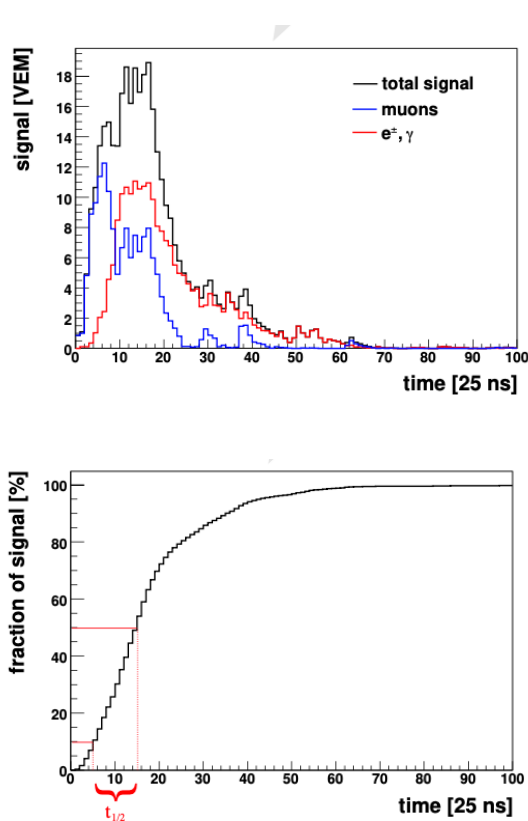 signal [VEM]
18
16
14
12
10
8
6
4
2
0
total signal
muons
e±, γ
0 10 20 30 40 50 60 70 80 90 100
time [25 ns]
fraction of signal [%]
100
80
60
40
20
0
0 10 20 30 40 50 60 70 80 90 100
t1/2
time [25 ns]